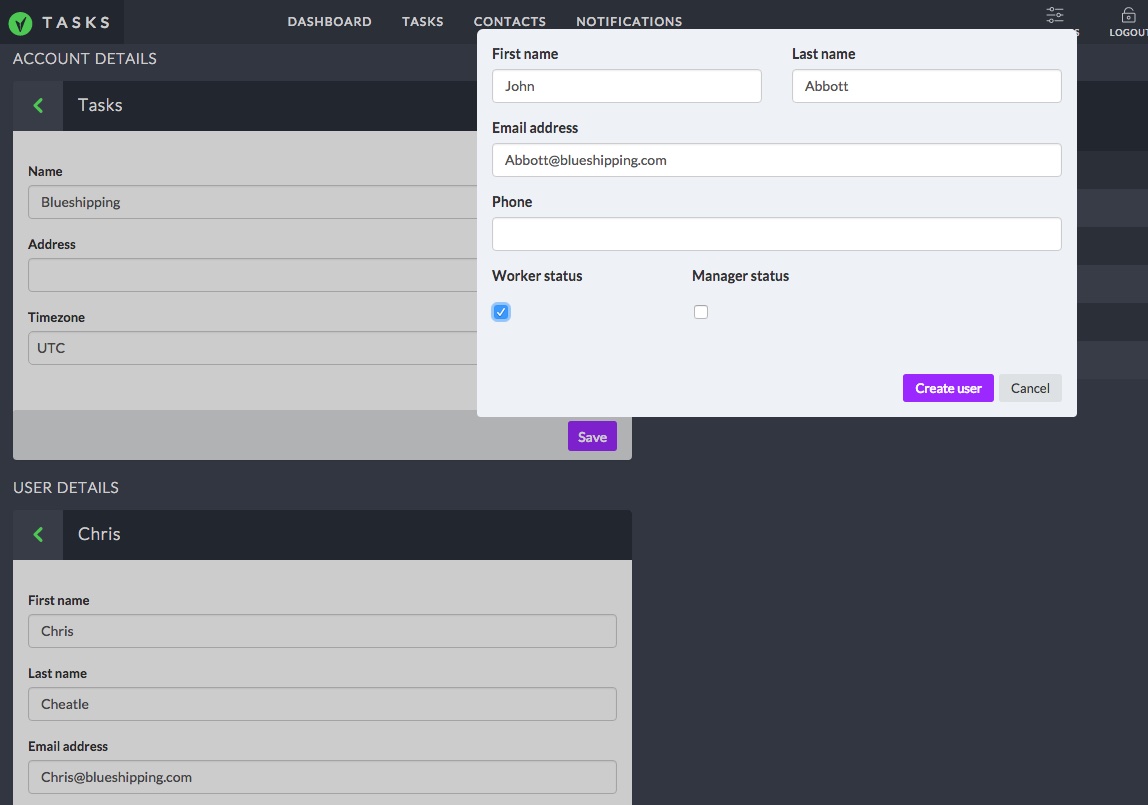 TASKS DASHBOARD TASKS CONTACTS NOTIFICATIONS
LOGOUT
ACCOUNT DETAILS
Tasks
Name
Blueshipping
Address
Timezone
UTC
Save
First name Last name
John Abbott
Email address
Abbott@blueshipping.com
Phone
Worker status Manager status
Create user Cancel
USER DETAILS
Chris
First name
Chris
Last name
Cheatle
Email address
Chris@blueshipping.com